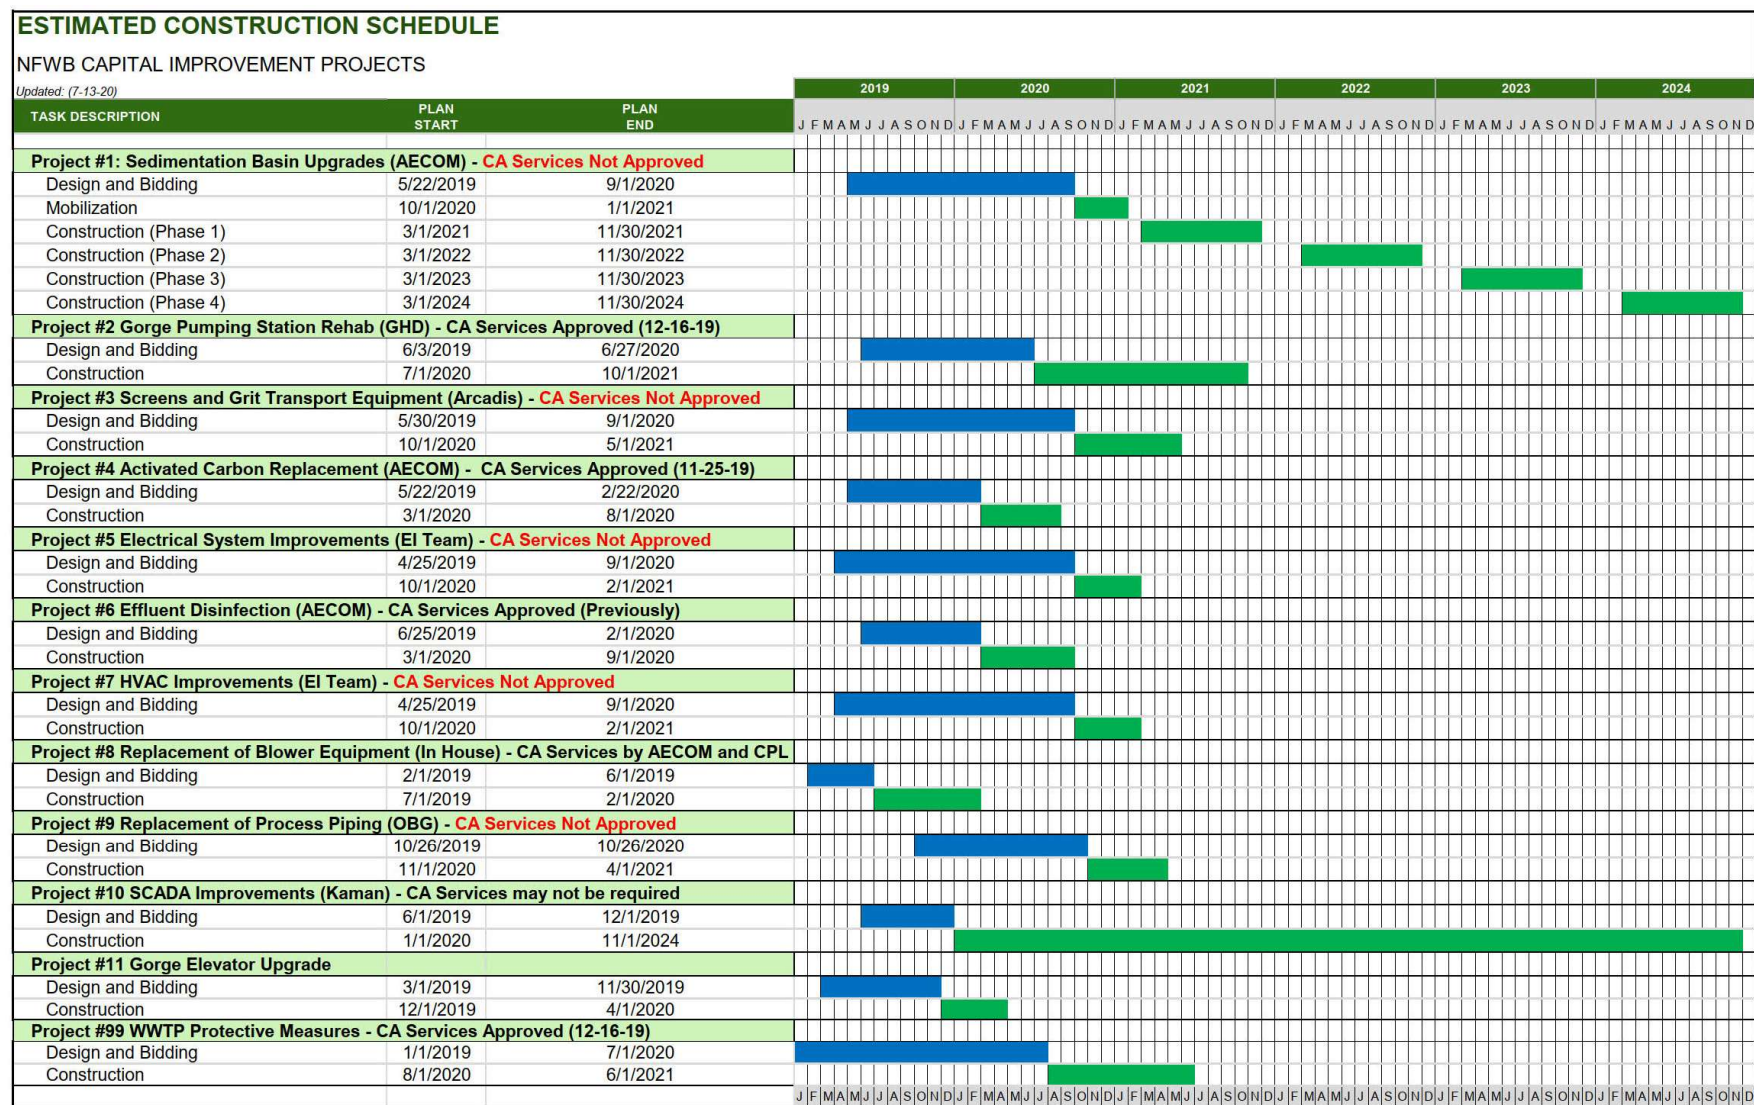 ESTIMATED CONSTRUCTION SCHEDULE
NFWB CAPITAL IMPROVEMENT PROJECTS
Updated: (7-13-20)
2019 2020 2021 2022 2023 2024
TASK DESCRIPTION PLAN START PLAN END
J F M A M J J A S O N D J F M A M J J A S O N D J F M A M J J A S O N D J F M A M J J A S O N D J F M A M J J A S O N D J F M A M J J A S O N D
Project #1: Sedimentation Basin Upgrades (AECOM) - CA Services Not Approved
Design and Bidding 5/22/2019 9/1/2020
Mobilization 10/1/2020 1/1/2021
Construction (Phase 1) 3/1/2021 11/30/2021
Construction (Phase 2) 3/1/2022 11/30/2022
Construction (Phase 3) 3/1/2023 11/30/2023
Construction (Phase 4) 3/1/2024 11/30/2024
Project #2 Gorge Pumping Station Rehab (GHD) - CA Services Approved (12-16-19)
Design and Bidding 6/3/2019 6/27/2020
Construction 7/1/2020 10/1/2021
Project #3 Screens and Grit Transport Equipment (Arcadis) - CA Services Not Approved
Design and Bidding 5/30/2019 9/1/2020
Construction 10/1/2020 5/1/2021
Project #4 Activated Carbon Replacement (AECOM) - CA Services Approved (11-25-19)
Design and Bidding 5/22/2019 2/22/2020
Construction 3/1/2020 8/1/2020
Project #5 Electrical System Improvements (EI Team) - CA Services Not Approved
Design and Bidding 4/25/2019 9/1/2020
Construction 10/1/2020 2/1/2021
Project #6 Effluent Disinfection (AECOM) - CA Services Approved (Previously)
Design and Bidding 6/25/2019 2/1/2020
Construction 3/1/2020 9/1/2020
Project #7 HVAC Improvements (EI Team) - CA Services Not Approved
Design and Bidding 4/25/2019 9/1/2020
Construction 10/1/2020 2/1/2021
Project #8 Replacement of Blower Equipment (In House) - CA Services by AECOM and CPL
Design and Bidding 2/1/2019 6/1/2019
Construction 7/1/2019 2/1/2020
Project #9 Replacement of Process Piping (OBG) - CA Services Not Approved
Design and Bidding 10/26/2019 10/26/2020
Construction 11/1/2020 4/1/2021
Project #10 SCADA Improvements (Kaman) - CA Services may not be required
Design and Bidding 6/1/2019 12/1/2019
Construction 1/1/2020 11/1/2024
Project #11 Gorge Elevator Upgrade
Design and Bidding 3/1/2019 11/30/2019
Construction 12/1/2019 4/1/2020
Project #99 WWTP Protective Measures - CA Services Approved (12-16-19)
Design and Bidding 1/1/2019 7/1/2020
Construction 8/1/2020 6/1/2021
J F M A M J J A S O N D J F M A M J J A S O N D J F M A M J J A S O N D J F M A M J J A S O N D J F M A M J J A S O N D J F M A M J J A S O N D